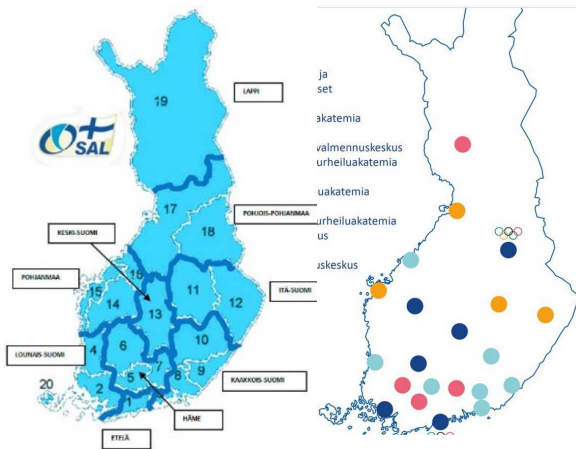 19
LAPPI
SAL
17
POHJOIS-POHJANMAA
18
KESKI-SUOMI
POHJANMAA
16
15
14
11
12
ITÄ-SUOMI
13
LOUNAIS-SUOMI
4
6
10
7
20
2
5
8
9
KAAKKOIS-SUOMI
1
HÄME
ETELÄ
ja
set
akatemia
valmennuskeskus
urheiluakatemia
uakatemia
urheiluakatemia
us
uskeskus